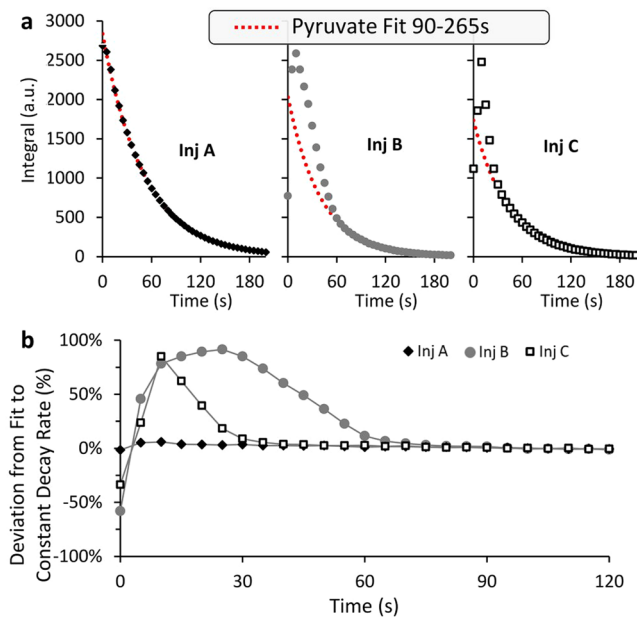 a
Pyruvate Fit 90-265s
3000
2500
2000
1500
1000
500
0
Integral (a.u.)
Inj A
Inj B
Inj C
0 60 120 180
0 60 120 180
0 60 120 180
Time (s)
Time (s)
Time (s)
b
Deviation from Fit to
Constant Decay Rate (%)
100%
50%
0%
-50%
-100%
Inj A Inj B Inj C
0 30 60 90 120
Time (s)